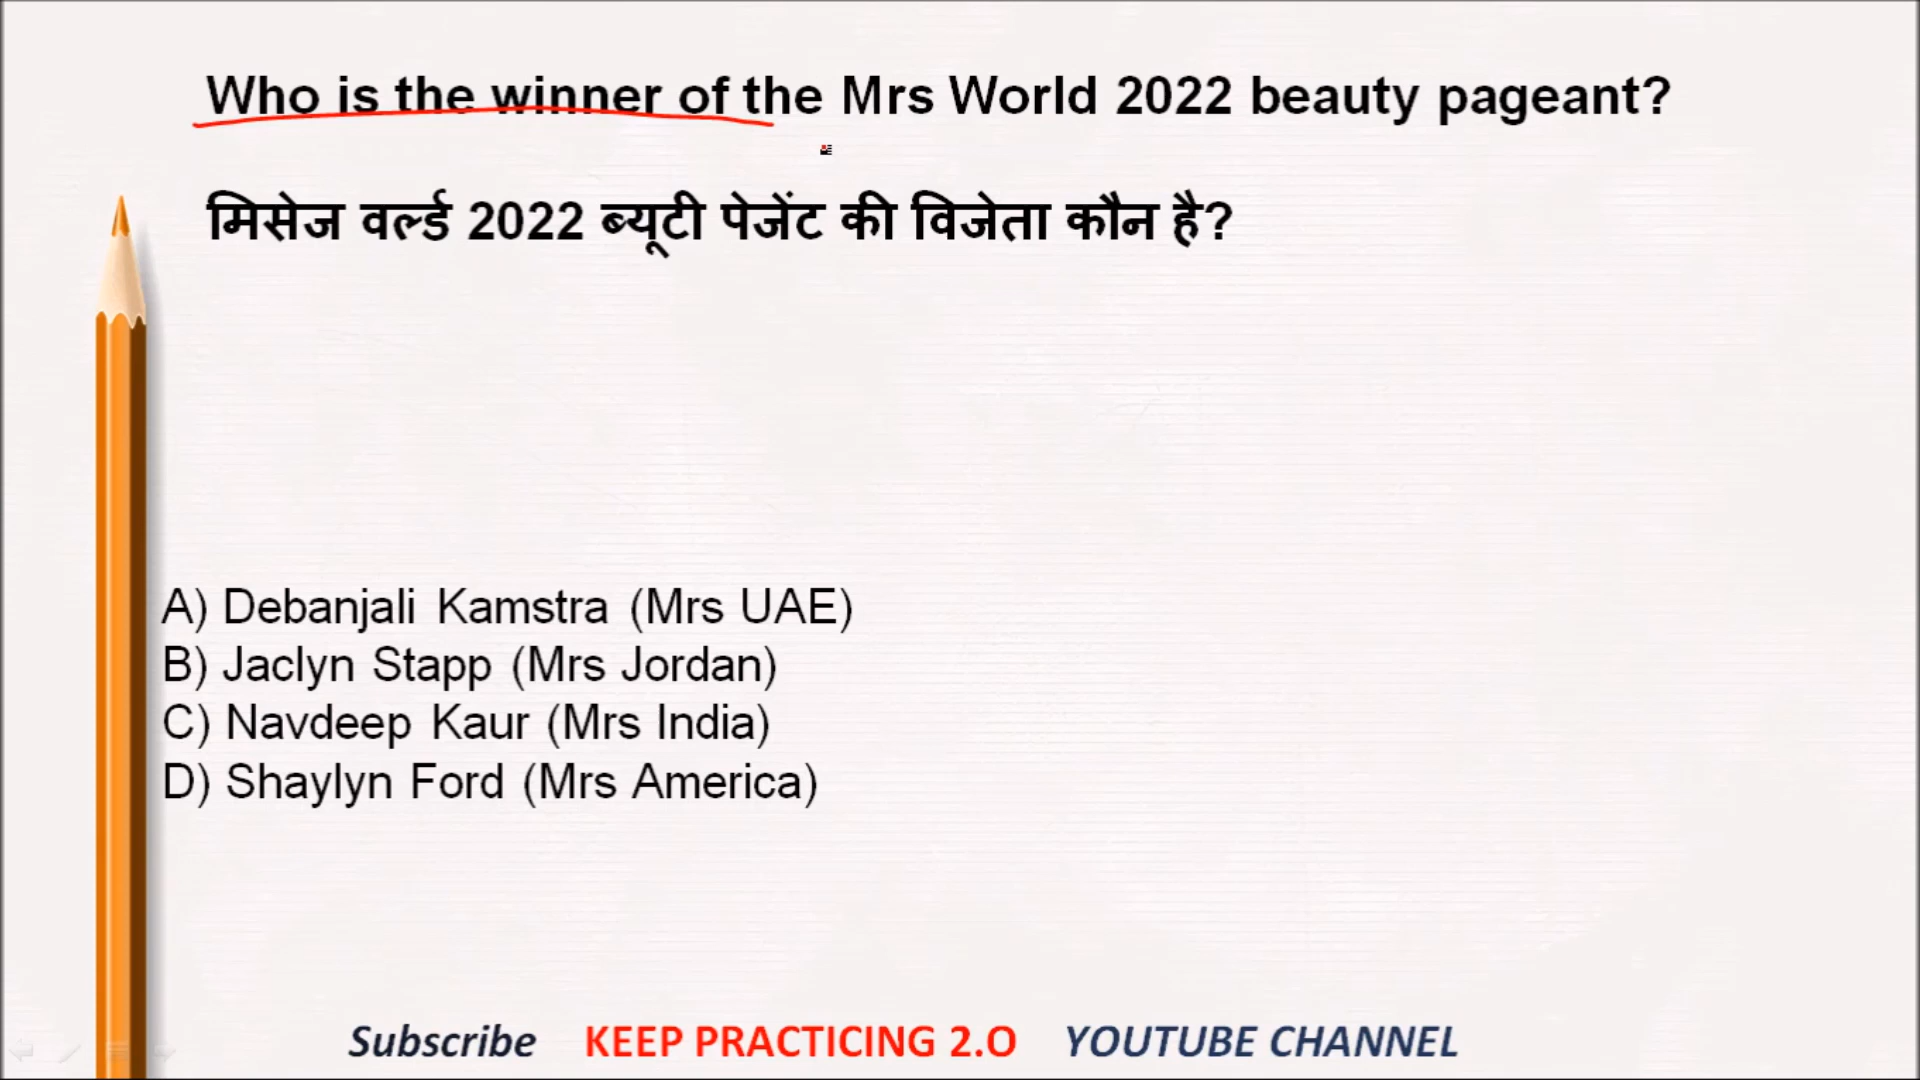 Who is the winner of the Mrs World 2022 beauty pageant?
मिसेज वर्ल्ड 2022 ब्यूटी पेजेंट की विजेता कौन है?
A) Debanjali Kamstra (Mrs UAE)
B) Jaclyn Stapp (Mrs Jordan)
C) Navdeep Kaur (Mrs India)
D) Shaylyn Ford (Mrs America)
Subscribe KEEP PRACTICING 2.O YOUTUBE CHANNEL